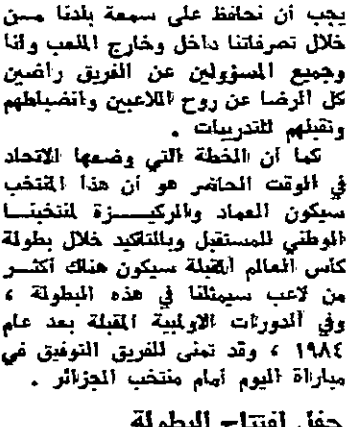 يجب أن نحافظ على سمعة بلدنا من
خلال تصرفاتنا داخل وخارج الملعب وانا
وجميع المسؤولين عن الفريق راضين
كل الرضا عن روح اللاعبين وانضباطهم
وتقبلهم للتدريبات .
كما أن الخطة التي وضعها الاتحاد
في الوقت الحاضر هو أن هذا المنتخب
سيكون العماد والركيزة لمنتخبنا
الوطني للمستقبل وبالتاكيد خلال بطولة
كأس العالم المقبلة سيكون هناك أكثر
من لاعب سيمثلنا في هذه البطولة ،
وفي الدورات الاولمبية المقبلة بعد عام
١٩٨٤ ، وقد تمنى للفريق التوفيق في
مباراة اليوم أمام منتخب الجزائر .
حفل افتتاح البطولة